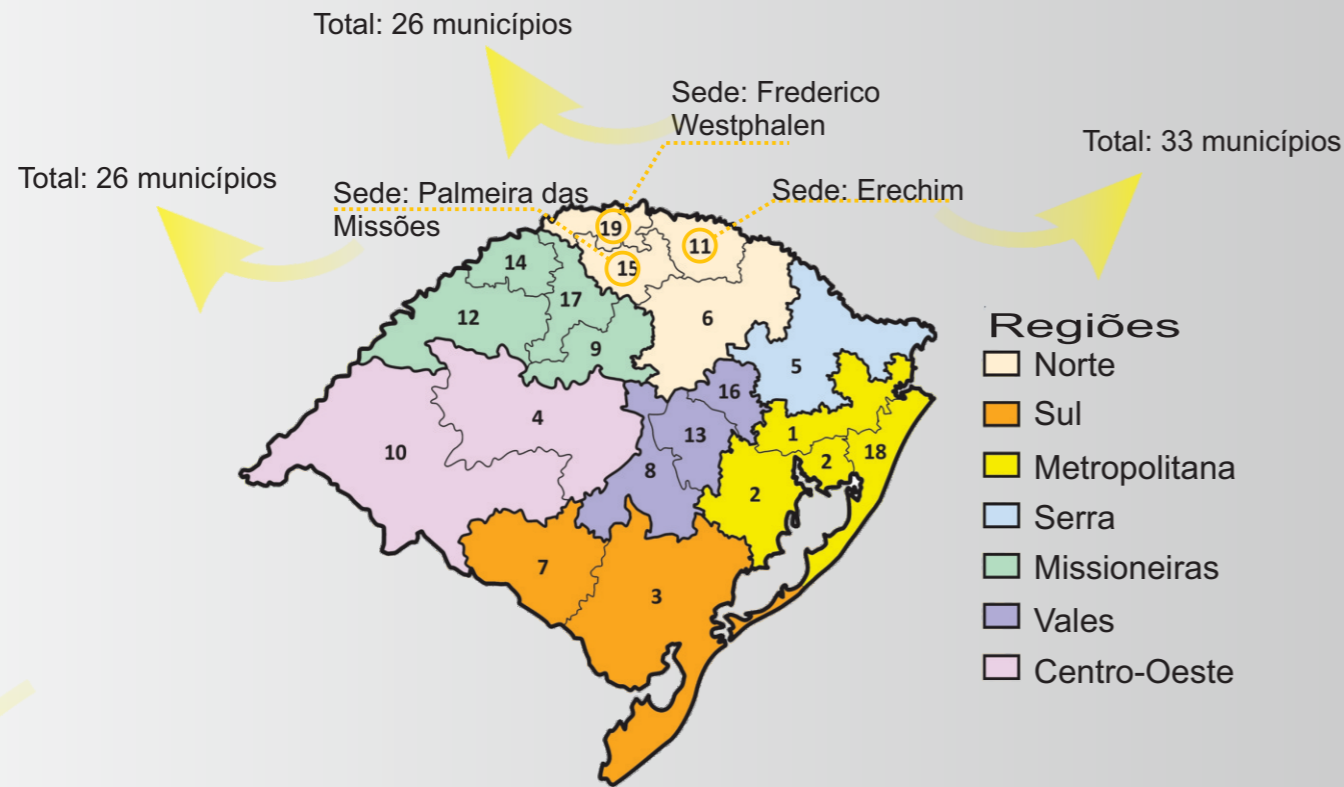 Total: 26 municípios
Sede: Frederico
Westphalen
Total: 33 municípios
Total: 26 municípios
Sede: Palmeira das
Missões
Sede: Erechim
19
11
15
14
17
12
6
9
5
16
4
13
1
10
2
18
8
2
7
3
Regiões
Norte
Sul
Metropolitana
Serra
Missioneiras
Vales
Centro-Oeste